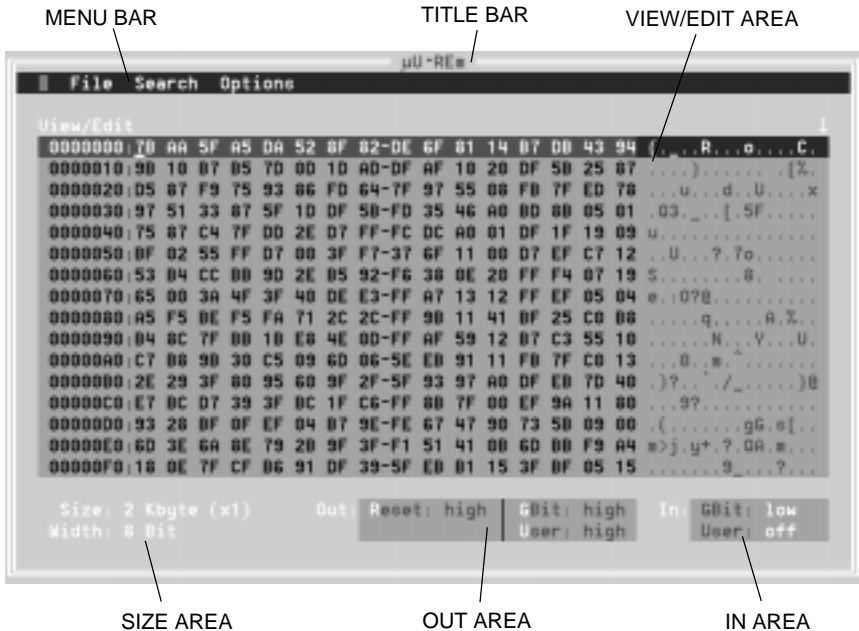 MENU BAR TITLE BAR VIEW/EDIT AREA
µU-REm
File Search Options
View/Edit ↓
0000000 7B AA 5F A5 DA 52 8F 82-DE 6F 81 14 B7 DB 43 94
0000010 9B 10 B7 B5 7D 0D 1D AD-DF AF 10 20 DF 5B 25 87
0000020 D5 87 F9 75 93 86 FD 64-7F 97 55 08 FB 7F ED 78
0000030 97 51 33 87 5F 1D DF 5B-FD 35 46 A0 BD 8B 05 01
0000040 75 87 C4 7F DD 2E D7 FF-FC DC A0 01 DF 1F 19 09
0000050 BF 02 55 FF D7 00 3F F7-37 6F 11 00 D7 EF C7 12
0000060 53 B4 CC BB 9D 2E B5 92-F6 38 0E 20 FF F4 07 19
0000070 65 00 3A 4F 3F 40 DE E3-FF A7 13 12 FF EF 05 04
0000080 A5 F5 BE F5 FA 71 2C 2C-FF 9B 11 41 BF 25 C0 B8
0000090 B4 8C 7F BB 1B E8 4E 0D-FF AF 59 12 B7 C3 55 10
00000A0 C7 B8 9B 30 C5 09 6D 06-5E EB 91 11 FB 7F C0 13
00000B0 2E 29 3F 80 95 60 9F 2F-5F 93 97 A0 DF EB 7D 40
00000C0 E7 BC D7 39 3F BC 1F C6-FF 8B 7F 00 EF 9A 11 80
00000D0 93 28 BF 0F EF 04 B7 9E-FE 67 47 90 73 5B 09 00
00000E0 6D 3E 6A 8E 79 2B 9F 3F-F1 51 41 0B 6D BB F9 A4
00000F0 18 0E 7F CF B6 91 DF 39-5F EB B1 15 3F BF 05 15
Size: 2 Kbyte (x1) Out: Reset: high GBit: high In: GBit: low
Width: 8 Bit User: high User: off
SIZE AREA OUT AREA IN AREA